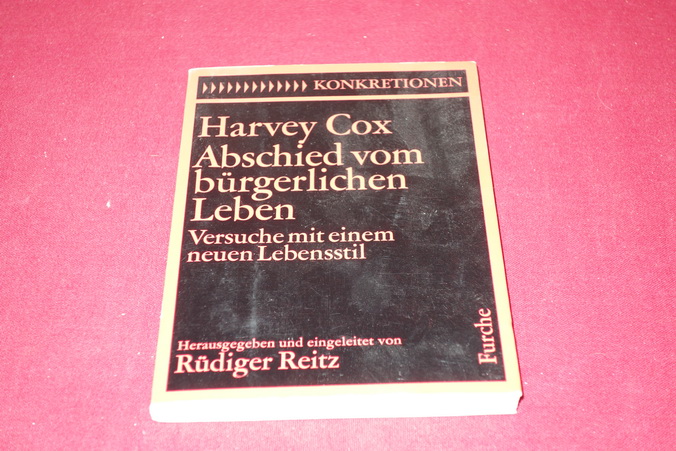 KONKRETIONEN
Harvey Cox
Abschied vom
bürgerlichen
Leben
Versuche mit einem
neuen Lebensstil
Herausgegeben und eingeleitet von
Rüdiger Reitz
Furche